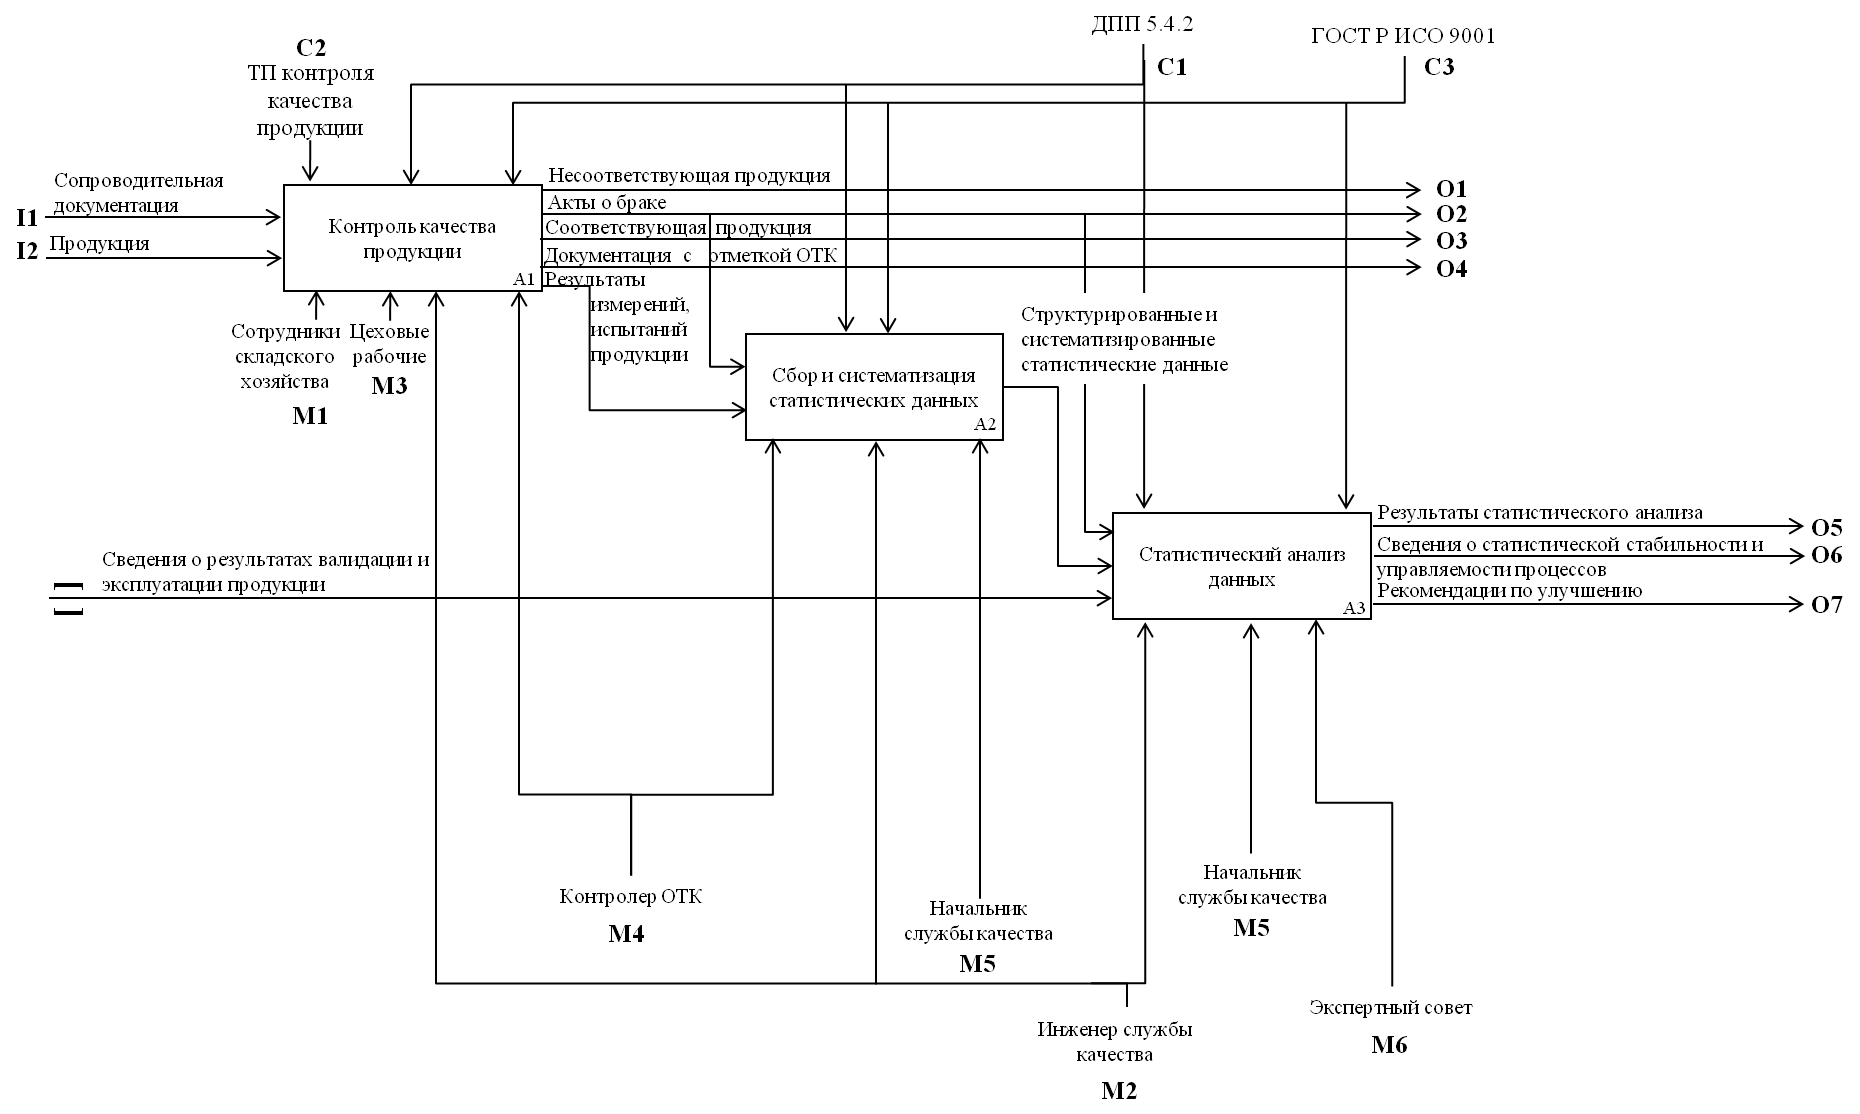 ДПП 5.4.2
C1
ГОСТ Р ИСО 9001
C3
C2
ТП контроля
качества
продукции
Сопроводительная
документация
I1
Продукция
I2
Контроль качества
продукции
A1
Несоответствующая продукция
O1
Акты о браке
O2
Соответствующая продукция
O3
Документация с отметкой ОТК
O4
Результаты
измерений,
испытаний
продукции
Сотрудники
складского
хозяйства
M1
Цеховые
рабочие
M3
Сбор и систематизация
статистических данных
A2
Структурированные и
систематизированные
статистические данные
Сведения о результатах валидации и
эксплуатации продукции
[ ]
Статистический анализ
данных
A3
Результаты статистического анализа
O5
Сведения о статистической стабильности и
управляемости процессов
O6
Рекомендации по улучшению
O7
Контролер ОТК
M4
Начальник
службы качества
M5
Начальник
службы качества
M5
Инженер службы
качества
M2
Экспертный совет
M6